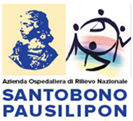 Azienda Ospedaliera di Rilievo Nazionale
SANTOBONO
PAUSILIPON